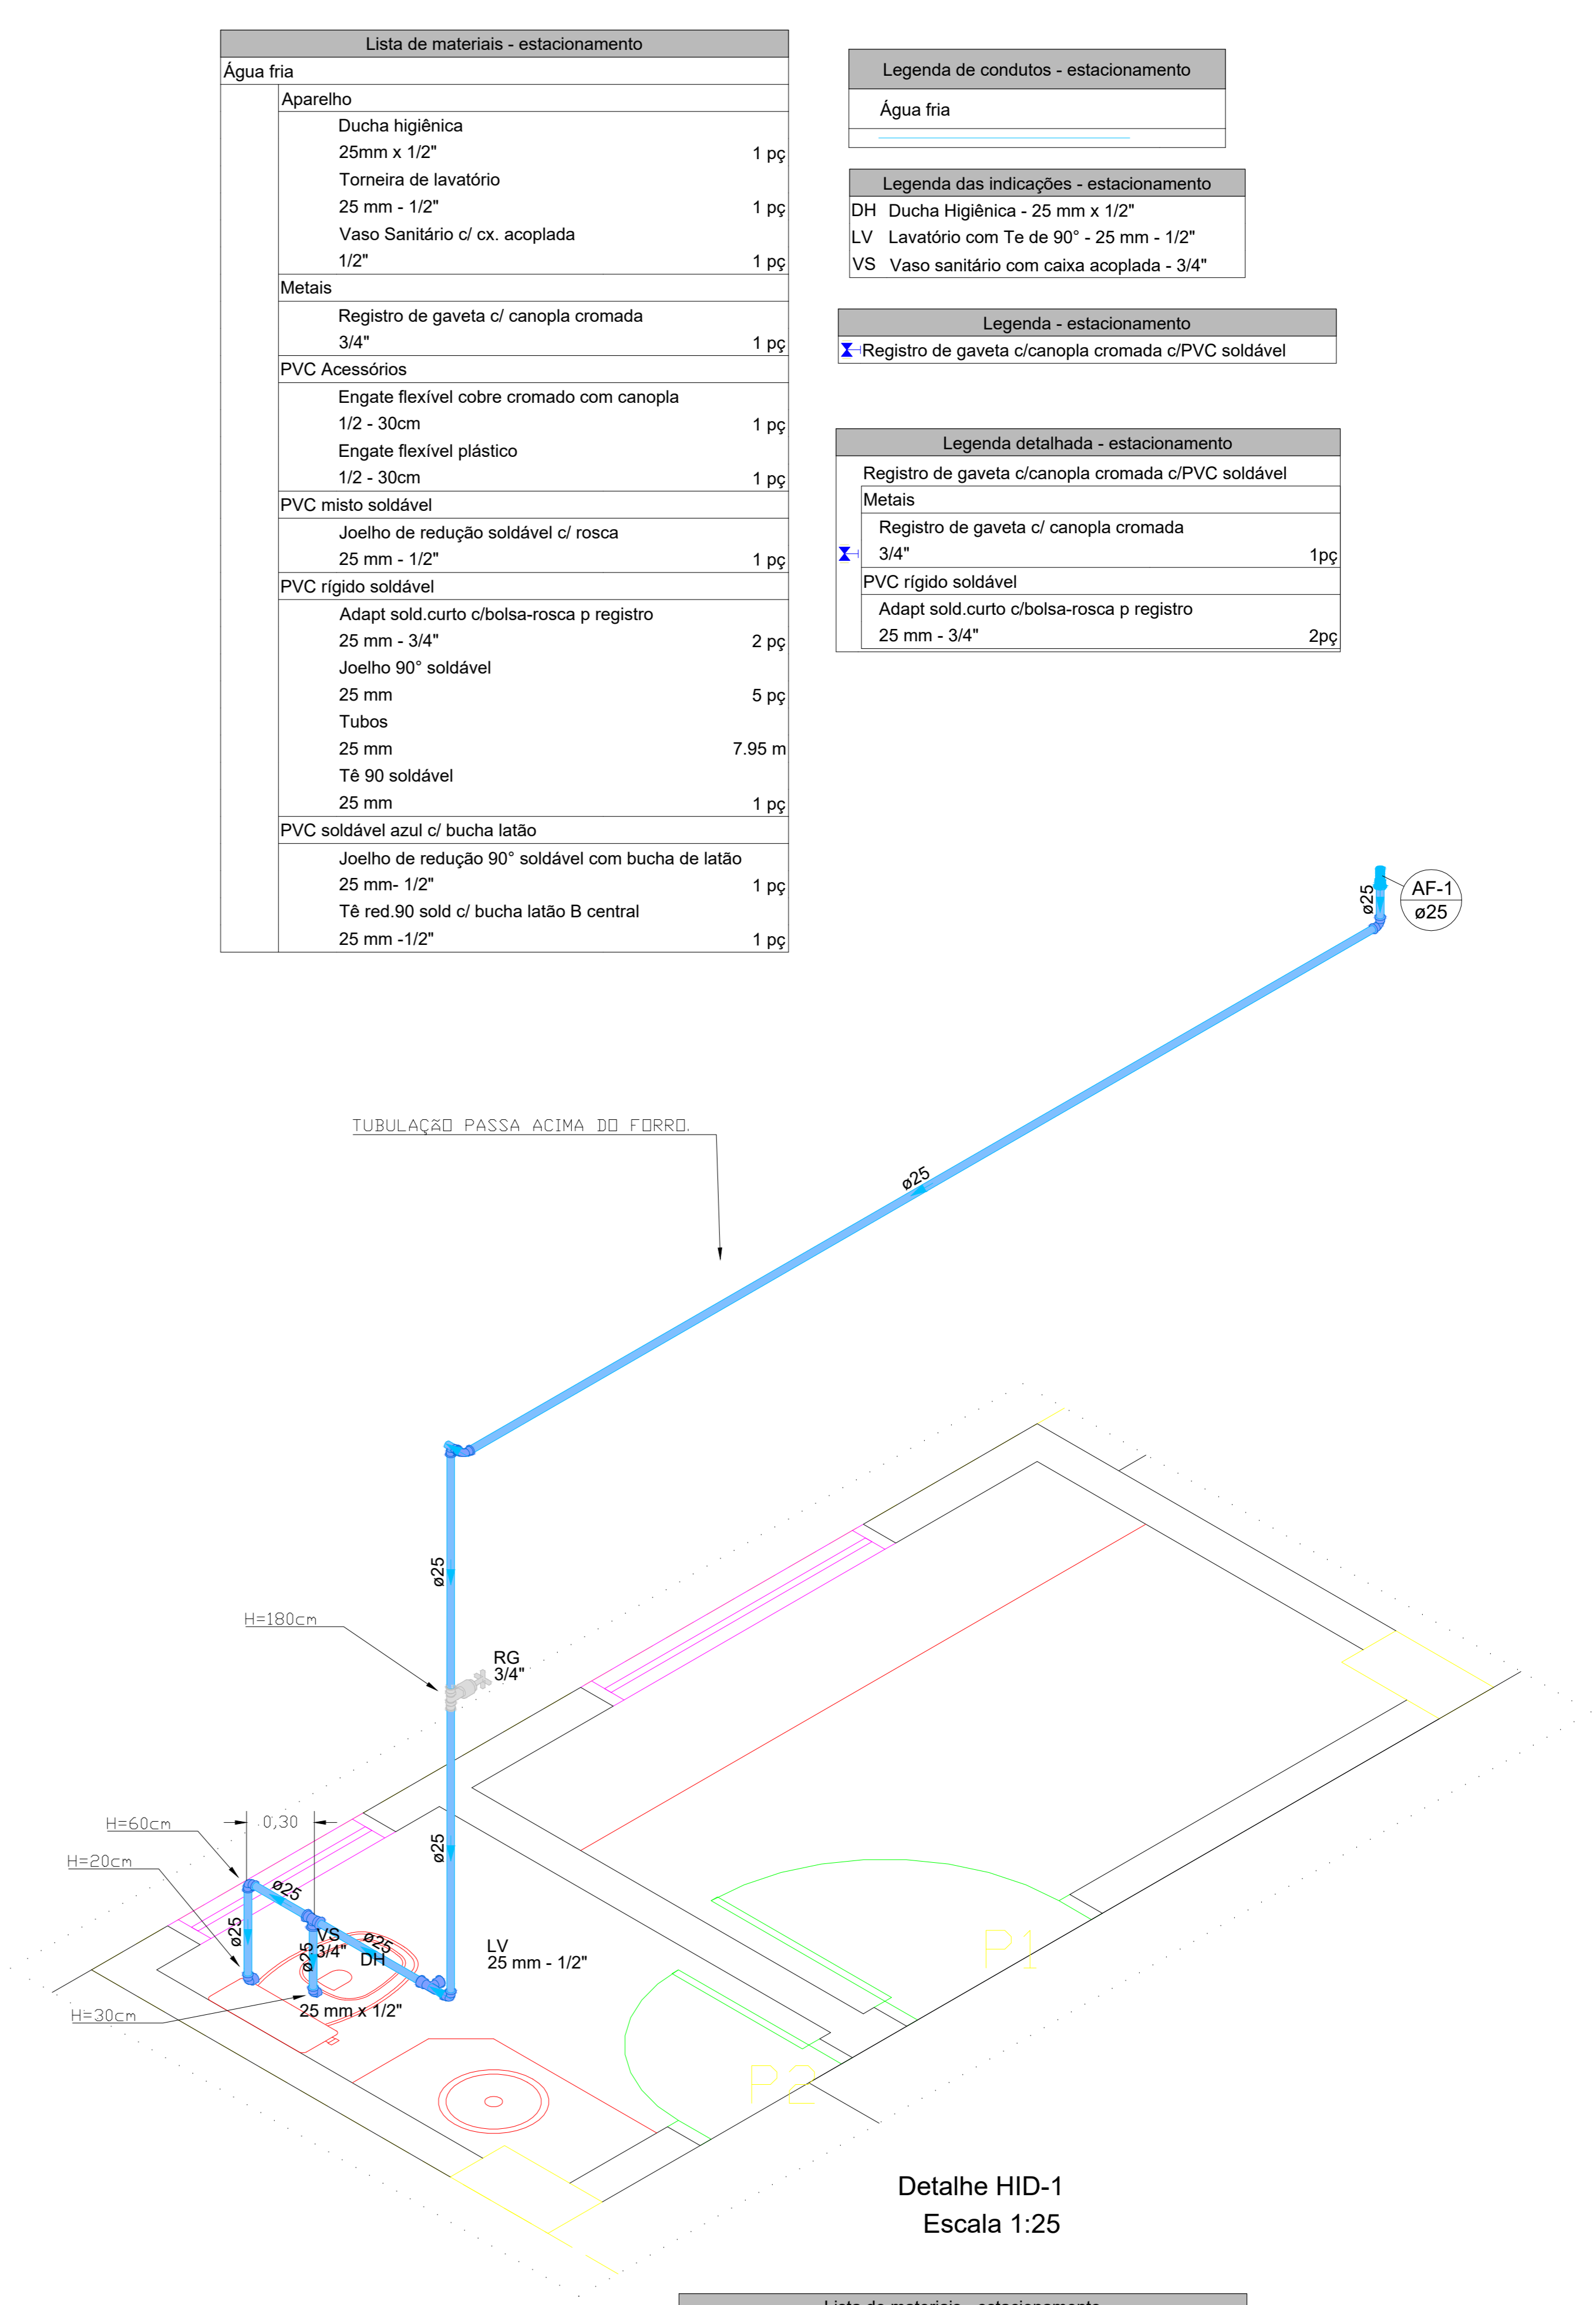 Lista de materiais - estacionamento
Água fria
Aparelho
Ducha higiênica
25mm x 1/2" 1 pç
Torneira de lavatório
25 mm - 1/2" 1 pç
Vaso Sanitário c/ cx. acoplada
1/2" 1 pç
Metais
Registro de gaveta c/ canopla cromada
3/4" 1 pç
PVC Acessórios
Engate flexível cobre cromado com canopla
1/2 - 30cm 1 pç
Engate flexível plástico
1/2 - 30cm 1 pç
PVC misto soldável
Joelho de redução soldável c/ rosca
25 mm - 1/2" 1 pç
PVC rígido soldável
Adapt sold.curto c/bolsa-rosca p registro
25 mm - 3/4" 2 pç
Joelho 90° soldável
25 mm 5 pç
Tubos
25 mm 7.95 m
Tê 90 soldável
25 mm 1 pç
PVC soldável azul c/ bucha latão
Joelho de redução 90° soldável com bucha de latão
25 mm- 1/2" 1 pç
Tê red.90 sold c/ bucha latão B central
25 mm -1/2" 1 pç
Legenda de condutos - estacionamento
Água fria
Legenda das indicações - estacionamento
DH Ducha Higiênica - 25 mm x 1/2"
LV Lavatório com Te de 90° - 25 mm - 1/2"
VS Vaso sanitário com caixa acoplada - 3/4"
Legenda - estacionamento
Registro de gaveta c/canopla cromada c/PVC soldável
Legenda detalhada - estacionamento
Registro de gaveta c/canopla cromada c/PVC soldável
Metais
Registro de gaveta c/ canopla cromada
3/4" 1pç
PVC rígido soldável
Adapt sold.curto c/bolsa-rosca p registro
25 mm - 3/4" 2pç
ø25
AF-1
ø25
TUBULAÇÃO PASSA ACIMA DO FORRO.
ø25
ø25
H=180cm
RG
3/4"
H=60cm
0,30
ø25
H=20cm
ø25
ø25
VS
3/4"
ø25
ø25
DH
LV
25 mm - 1/2"
P1
H=30cm
25 mm x 1/2"
P2
Detalhe HID-1
Escala 1:25
Lista de materiais - estacionamento